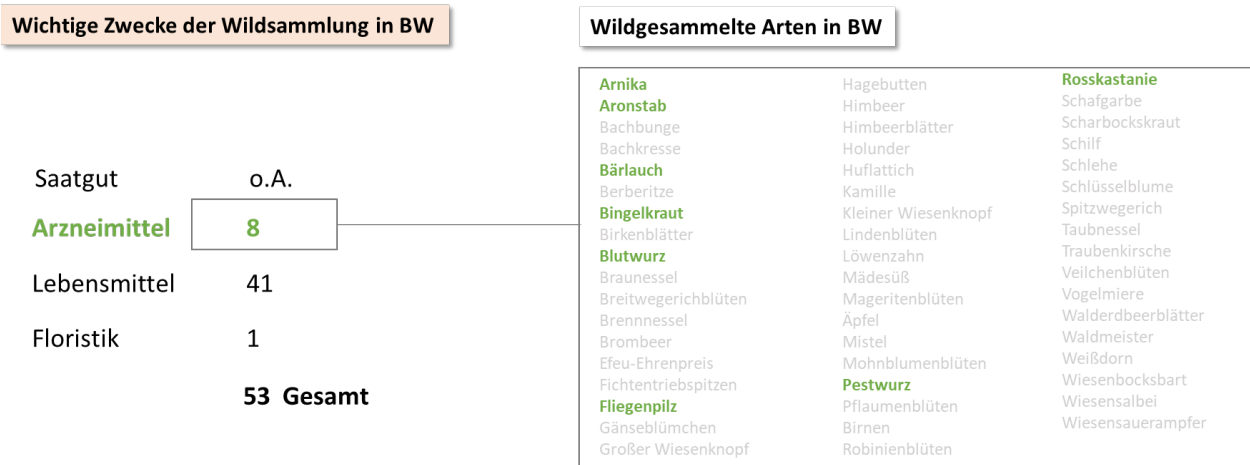 Wichtige Zwecke der Wildsammlung in BW
Saatgut o.A.
Arzneimittel 8
Lebensmittel 41
Floristik 1
53 Gesamt
Wildgesammelte Arten in BW
Arnika
Aronstab
Bachbunge
Bachkresse
Bärlauch
Berberitze
Bingelkraut
Birkenblätter
Blutwurz
Braunessel
Breitwegerichblüten
Brennnessel
Brombeer
Efeu-Ehrenpreis
Fichtentriebspitzen
Fliegenpilz
Gänseblümchen
Großer Wiesenknopf
Hagebutten
Himbeer
Himbeerblätter
Holunder
Huflattich
Kamille
Kleiner Wiesenknopf
Lindenblüten
Löwenzahn
Mädesüß
Mageritenblüten
Äpfel
Mistel
Mohnblumenblüten
Pestwurz
Pflaumenblüten
Birnen
Robinienblüten
Rosskastanie
Schafgarbe
Scharbockskraut
Schilf
Schlehe
Schlüsselblume
Spitzwegerich
Taubnessel
Traubenkirsche
Veilchenblüten
Vogelmiere
Walderdbeerblätter
Waldmeister
Weißdorn
Wiesenbocksbart
Wiesensalbei
Wiesensauerampfer